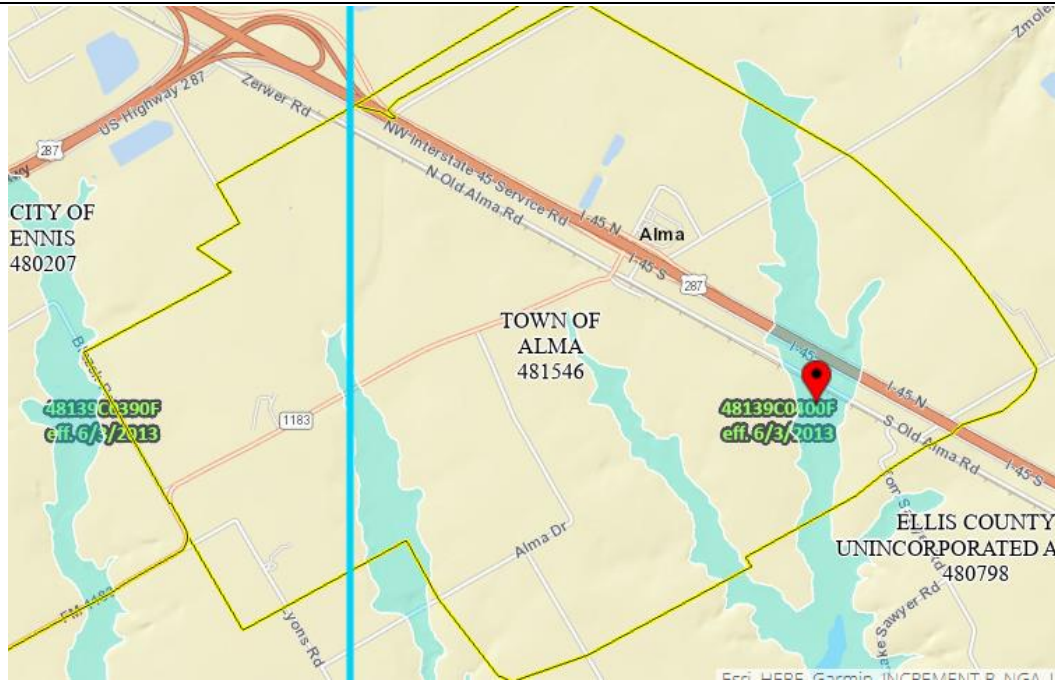 Zmole
US Highway 287
Zerwer Rd
287
NW Interstate 45 Service Rd
N Old Alma Rd
I-45 N
Alma
I-45 S
287
CITY OF
ENNIS
480207
TOWN OF
ALMA
481546
I-45
I-45 N
48139C0390F
eff. 6/3/2013
1183
48139C0400F
eff. 6/3/2013
S Old Alma Rd
I-45 S
ELLIS COUNTY
UNINCORPORATED A
480798
Alma Dr
FM 1183
Lyons Rd
Sawyer Rd
Esri, HERE, Garmin, INCREMENT P, NGA, U